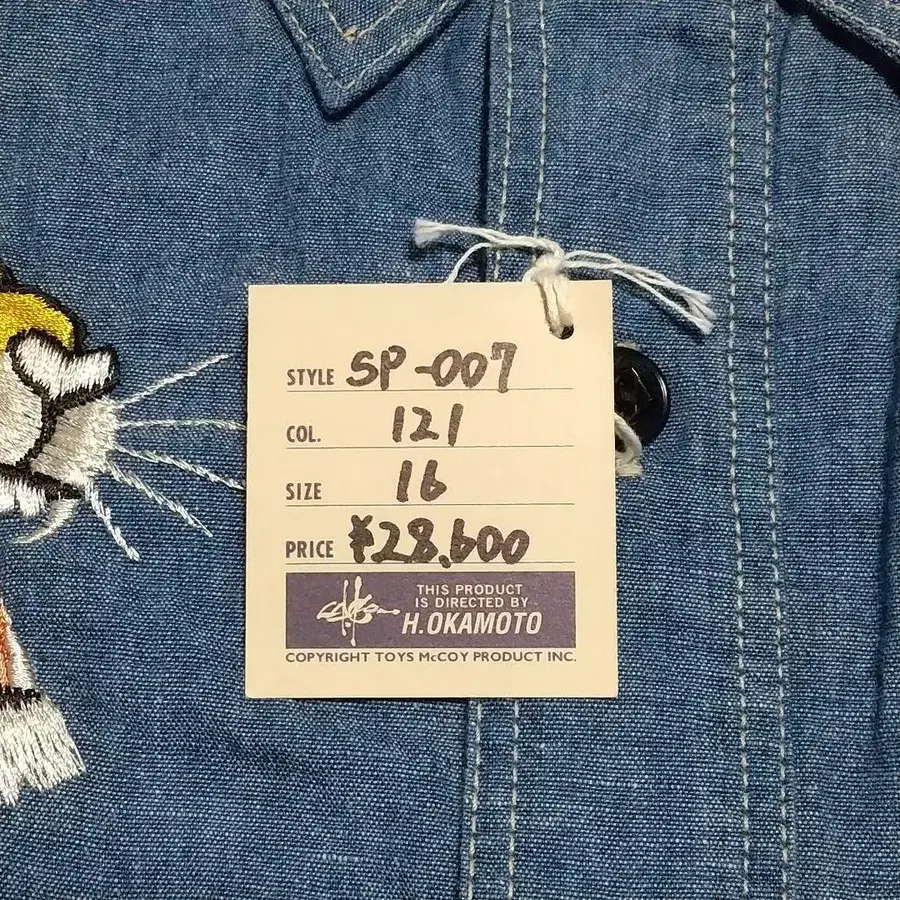 STYLE SP-007
COL. 121
SIZE 16
PRICE ¥28,600
THIS PRODUCT
IS DIRECTED BY
H.OKAMOTO
COPYRIGHT TOYS McCOY PRODUCT INC.